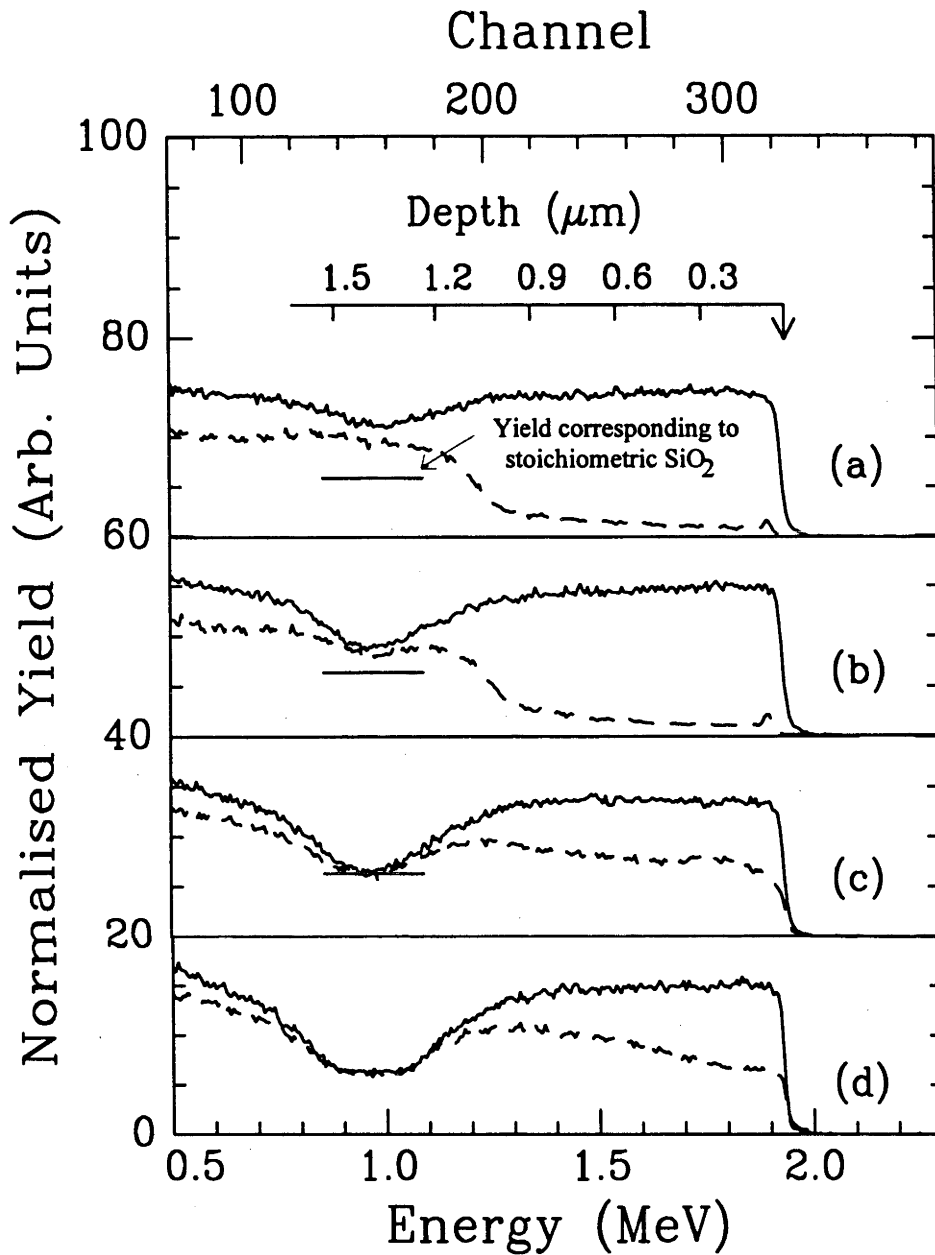 Channel
100 200 300
100
Depth (μm)
1.5 1.2 0.9 0.6 0.3
80
Yield corresponding to
stoichiometric SiO₂
(a)
60
(b)
40
(c)
20
(d)
0
0.5 1.0 1.5 2.0
Energy (MeV)
Normalised Yield (Arb. Units)